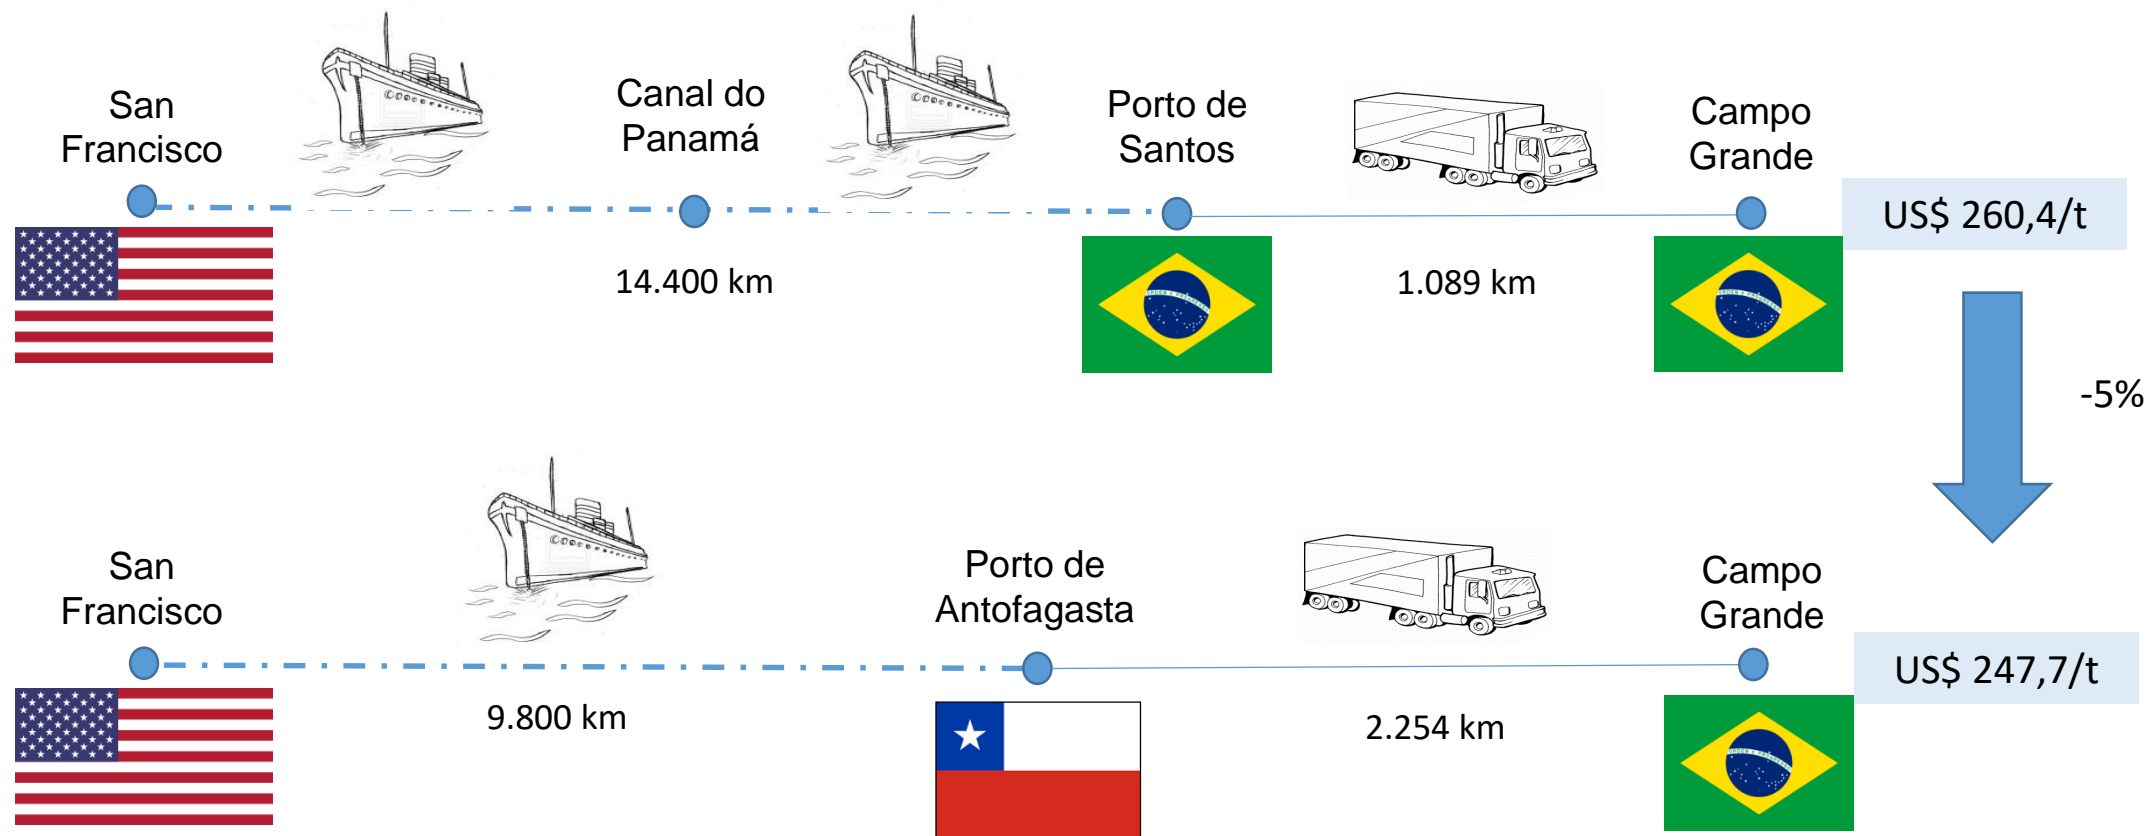 San
Francisco
Canal do
Panamá
Porto de
Santos
Campo
Grande
US$ 260,4/t
14.400 km
1.089 km
-5%
San
Francisco
Porto de
Antofagasta
Campo
Grande
US$ 247,7/t
9.800 km
2.254 km